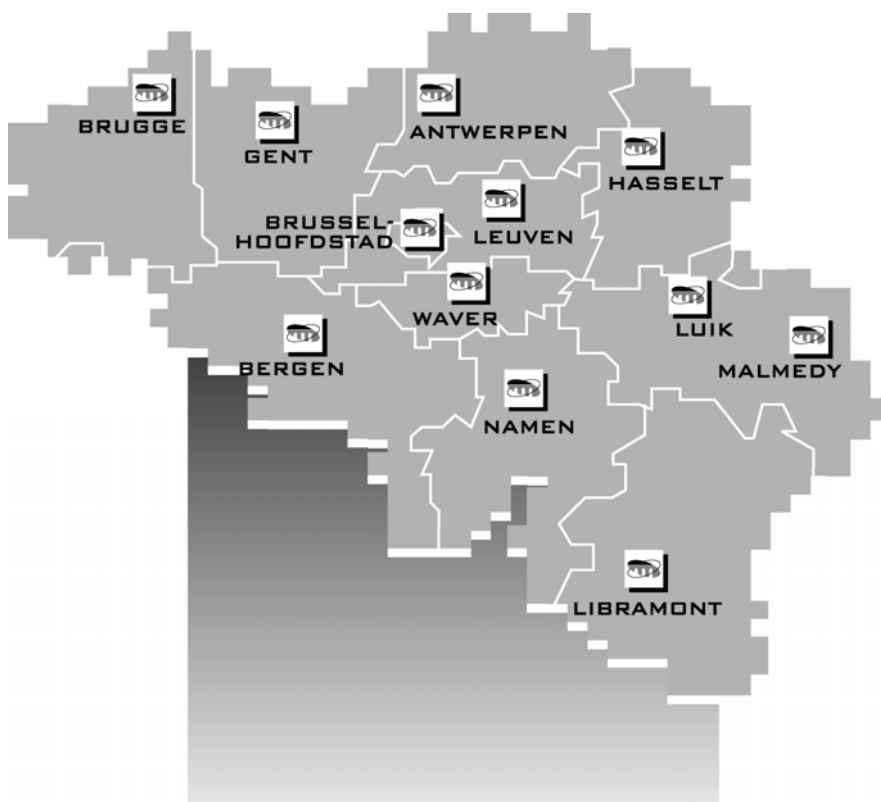 BRUGGE
GENT
ANTWERPEN
HASSELT
BRUSSEL-
HOOFDSTAD
LEUVEN
WAVER
LUIK
BERGEN
MALMEDY
NAMEN
LIBRAMONT